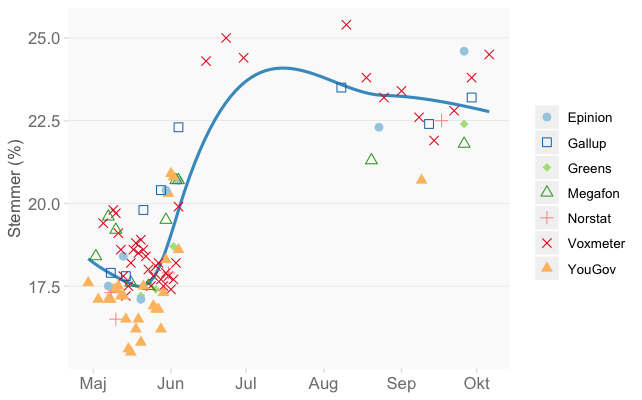 25.0
22.5
20.0
17.5
Stemmer (%)
Maj Jun Jul Aug Sep Okt
Epinion
Gallup
Greens
Megafon
Norstat
Voxmeter
YouGov